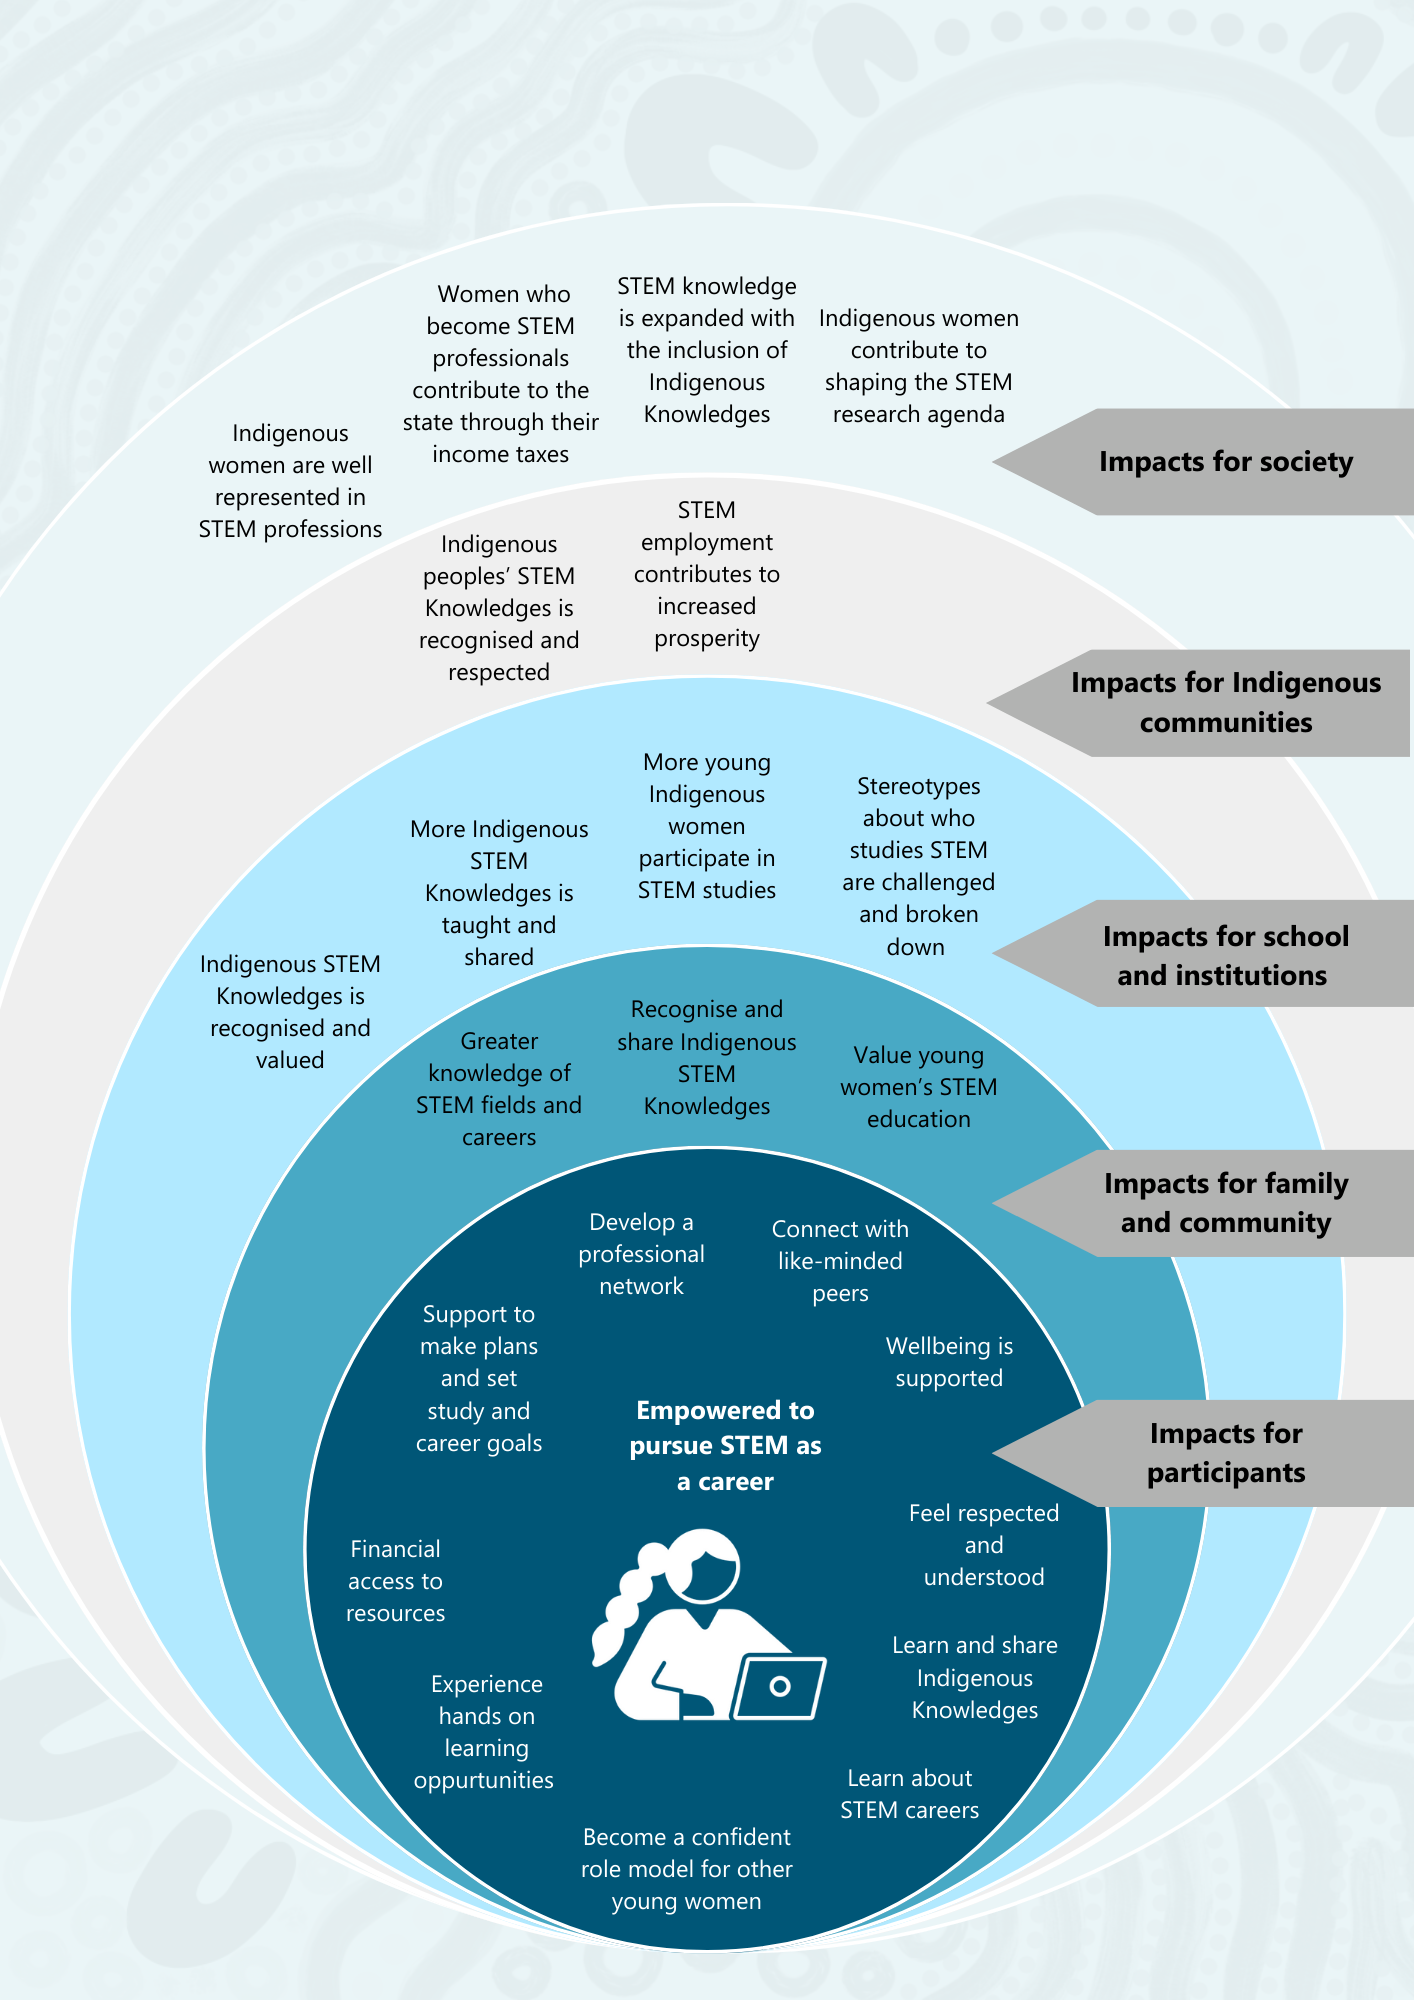 Women who
become STEM
professionals
contribute to the
state through their
income taxes
STEM knowledge
is expanded with
the inclusion of
Indigenous
Knowledges
Indigenous women
contribute to
shaping the STEM
research agenda
Indigenous
women are well
represented in
STEM professions
Impacts for society
Indigenous
peoples’ STEM
Knowledges is
recognised and
respected
STEM
employment
contributes to
increased
prosperity
Impacts for Indigenous
communities
Indigenous STEM
Knowledges is
recognised and
valued
More Indigenous
STEM
Knowledges is
taught and
shared
More young
Indigenous
women
participate in
STEM studies
Stereotypes
about who
studies STEM
are challenged
and broken
down
Impacts for school
and institutions
Greater
knowledge of
STEM fields and
careers
Recognise and
share Indigenous
STEM
Knowledges
Value young
women’s STEM
education
Impacts for family
and community
Develop a
professional
network
Connect with
like-minded
peers
Support to
make plans
and set
study and
career goals
Wellbeing is
supported
Empowered to
pursue STEM as
a career
Impacts for
participants
Feel respected
and
understood
Financial
access to
resources
Learn and share
Indigenous
Knowledges
Experience
hands on
learning
oppurtunities
Learn about
STEM careers
Become a confident
role model for other
young women